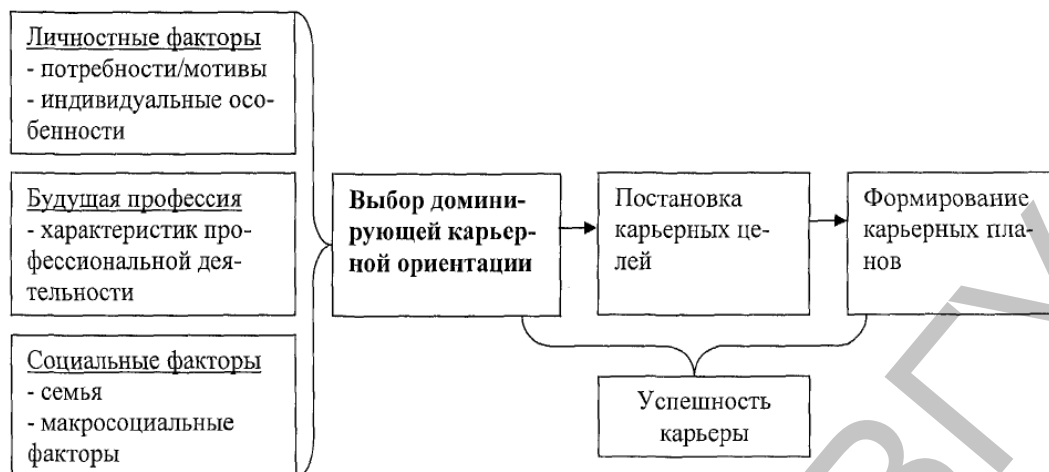 Личностные факторы
- потребности/мотивы
- индивидуальные осо-
бенности
Будущая профессия
- характеристик про-
фессиональной дея-
тельности
Социальные факторы
- семья
- макросоциальные
факторы
Выбор домини-
рующей карьер-
ной ориентации
Постановка
карьерных це-
лей
Формирование
карьерных пла-
нов
Успешность
карьеры
ВГУ